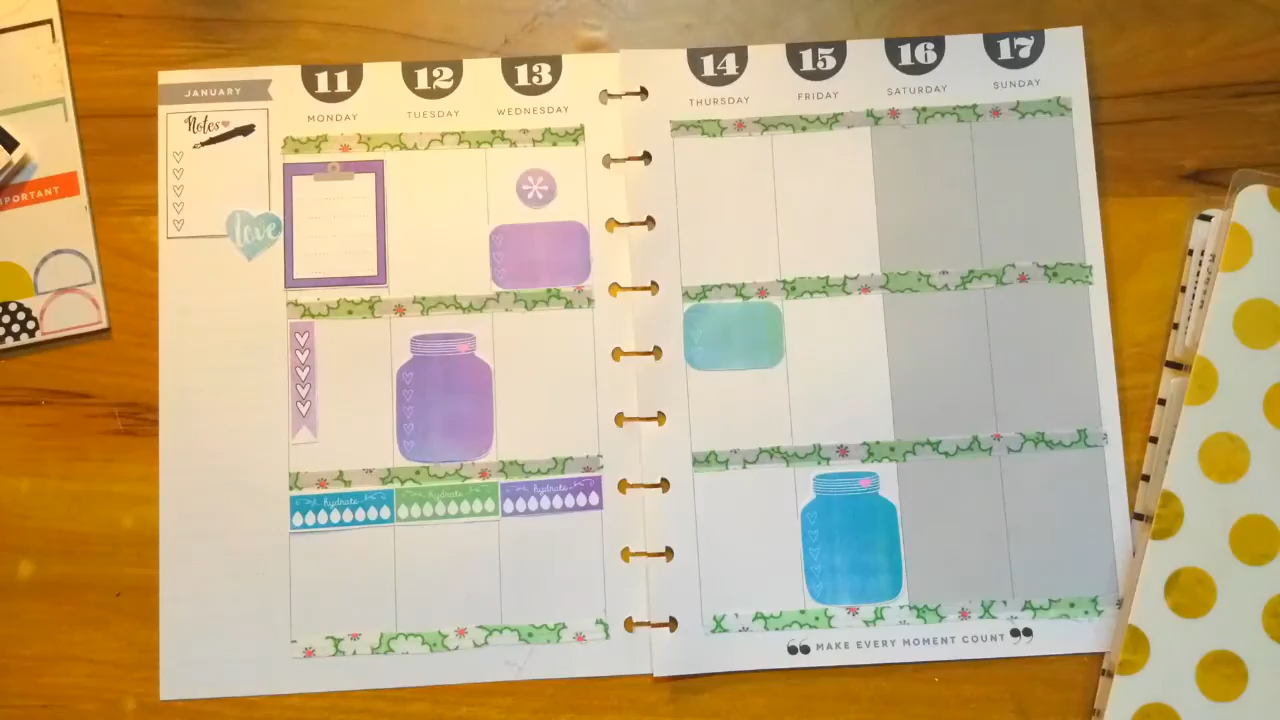 JANUARY
11
MONDAY
12
TUESDAY
13
WEDNESDAY
14
THURSDAY
15
FRIDAY
16
SATURDAY
17
SUNDAY
Notes
love
hydrate
hydrate
hydrate
MAKE EVERY MOMENT COUNT